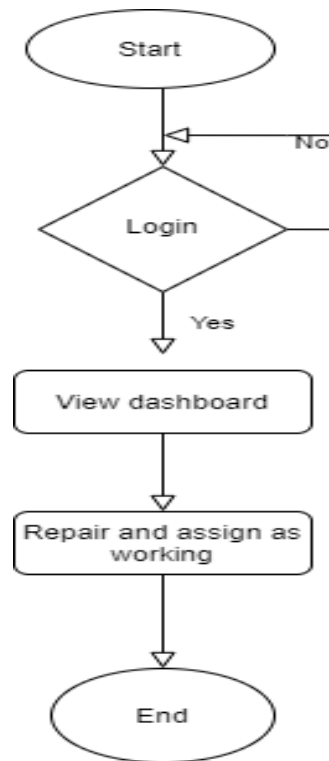 Start
No
Login
Yes
View dashboard
Repair and assign as
working
End